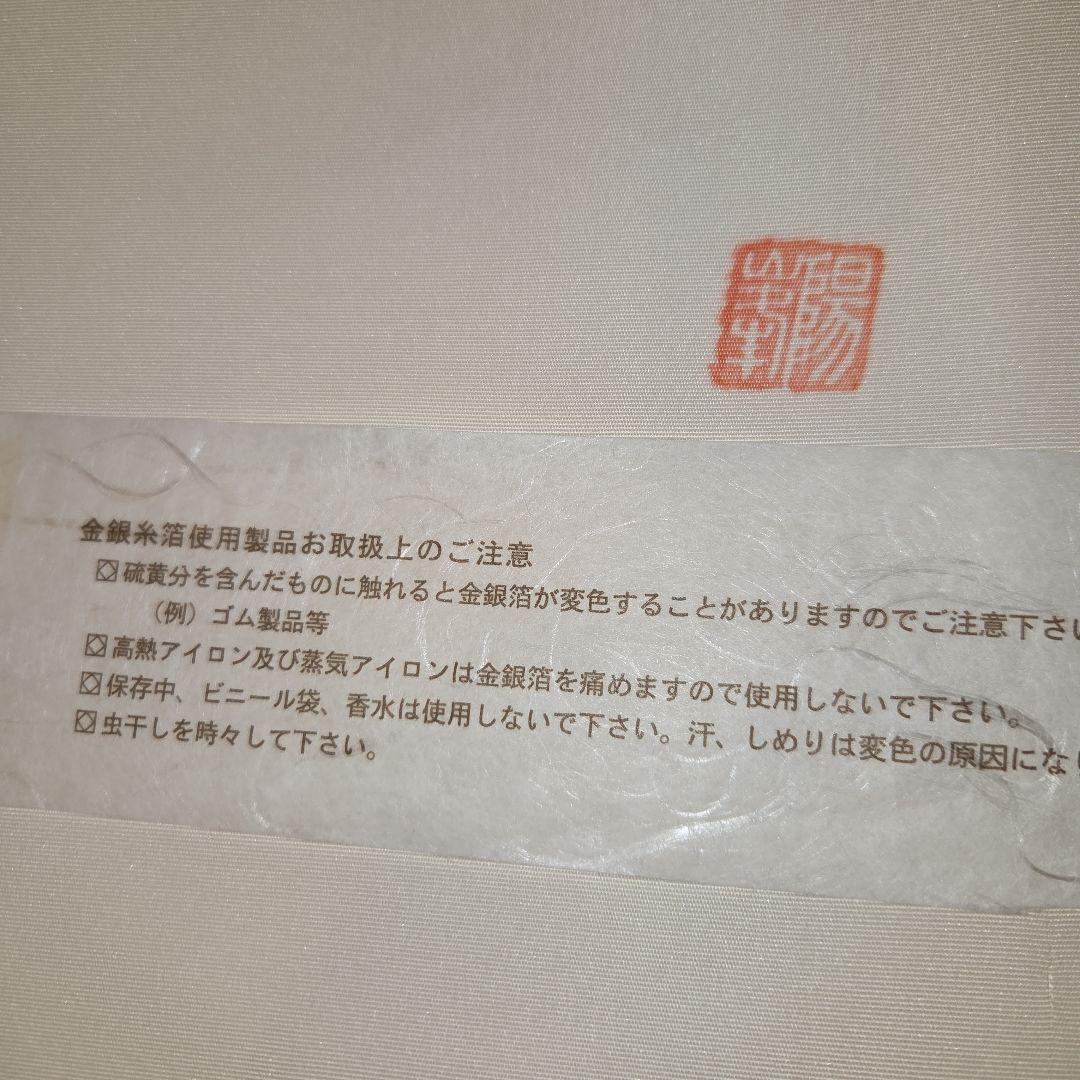 陽
金銀糸箔使用製品お取扱上のご注意
硫黄分を含んだものに触れると金銀箔が変色することがありますのでご注意下さい
（例）ゴム製品等
高熱アイロン及び蒸気アイロンは金銀箔を痛めますので使用しないで下さい。
保存中、ビニール袋、香水は使用しないで下さい。汗、しめりは変色の原因にな
虫干しを時々して下さい。